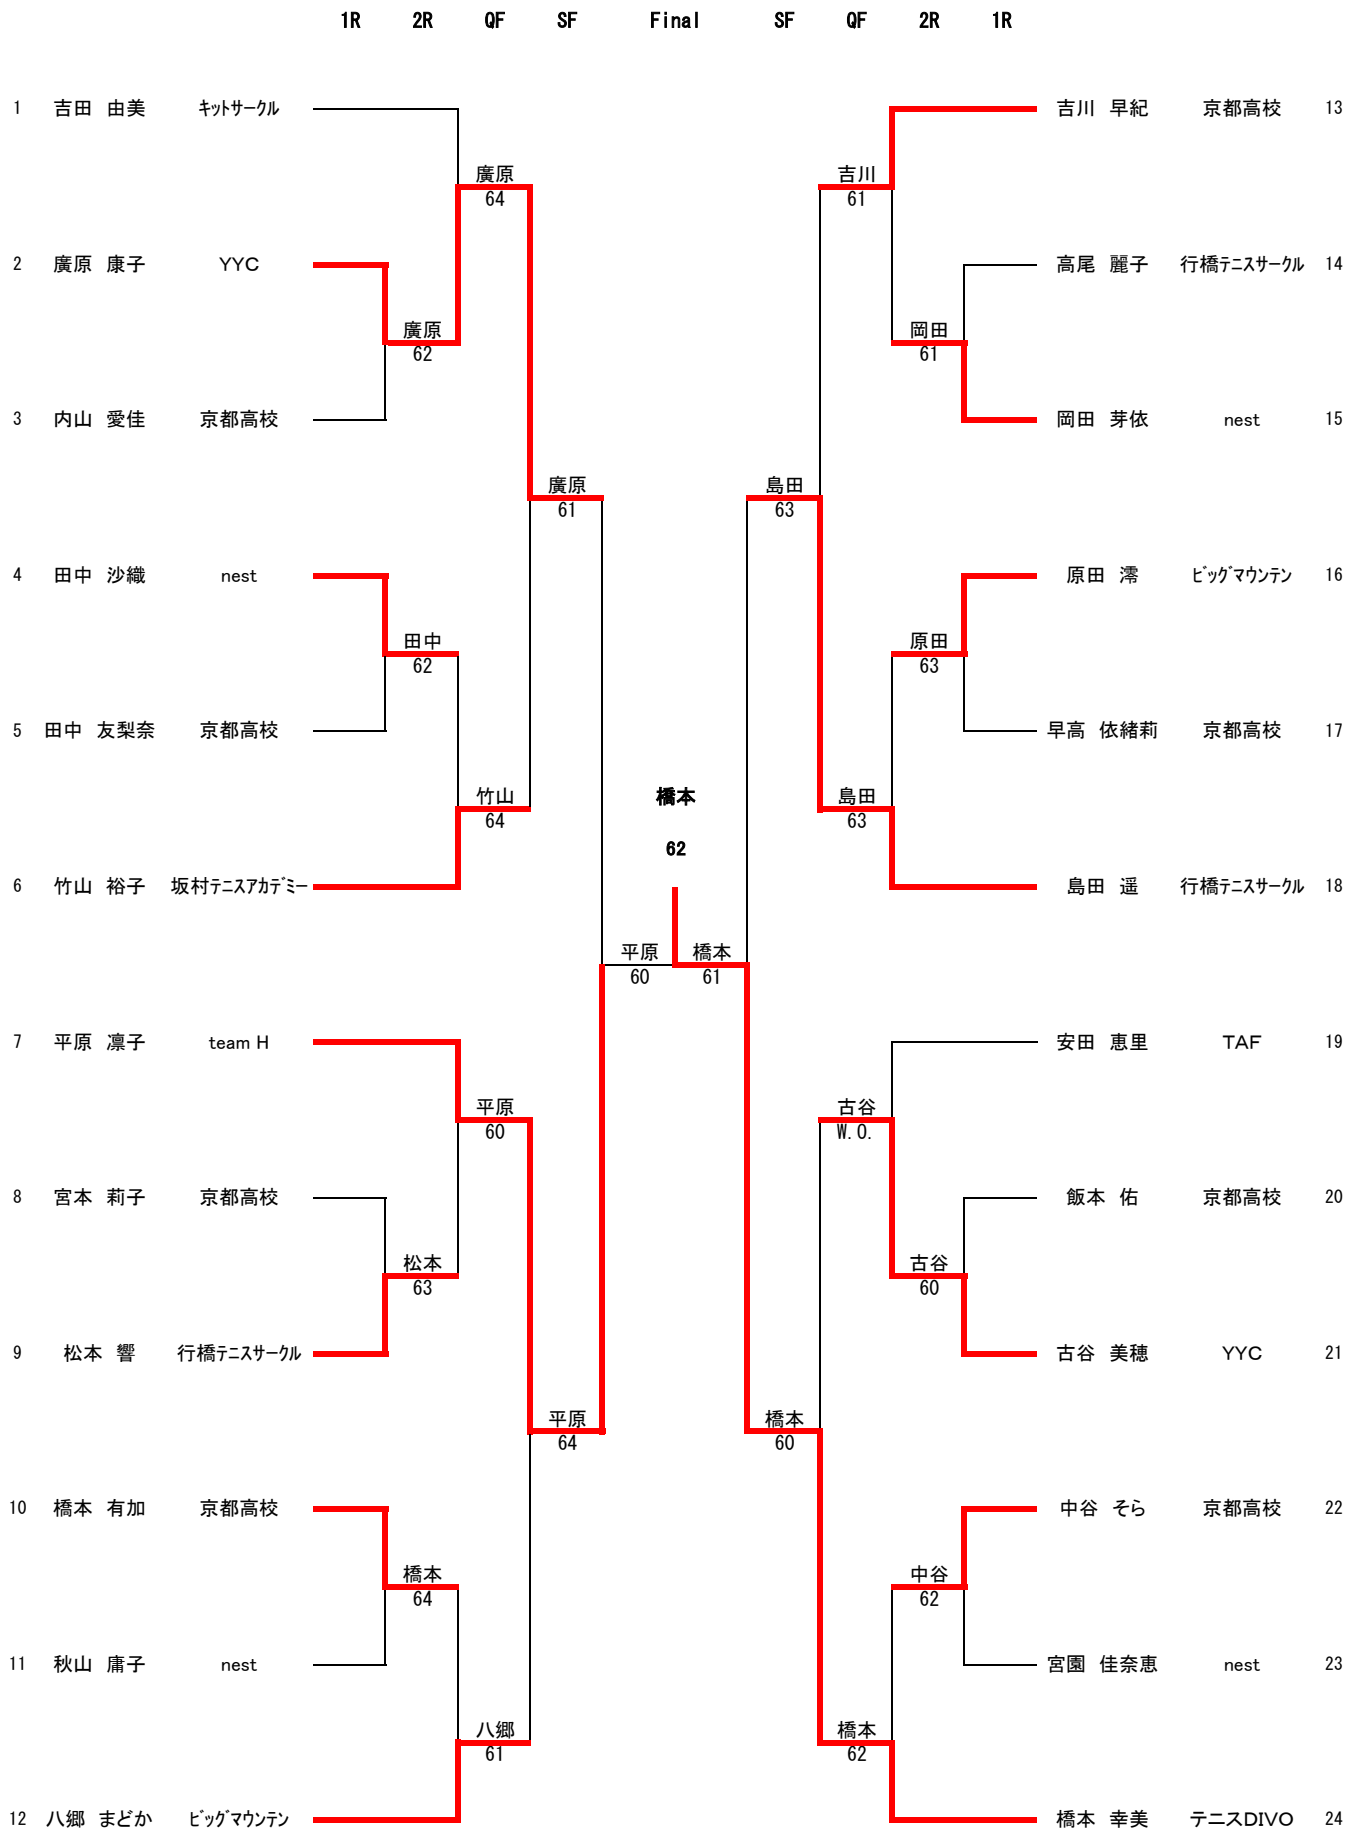 1R 2R QF SF Final SF QF 2R 1R
1 吉田 由美 キットサークル 吉川 早紀 京都高校 13
廣原 吉川
64 61
2 廣原 康子 YYC 高尾 麗子 行橋テニスサークル 14
廣原 岡田
62 61
3 内山 愛佳 京都高校 岡田 芽依 nest 15
廣原 島田
61 63
4 田中 沙織 nest 原田 澪 ビッグマウンテン 16
田中 原田
62 63
5 田中 友梨奈 京都高校 早高 依緒莉 京都高校 17
竹山 橋本 島田
64 63
62
6 竹山 裕子 坂村テニスアカデミー 島田 遥 行橋テニスサークル 18
平原 橋本
60 61
7 平原 凛子 team H 安田 恵里 TAF 19
平原 古谷
60 W.O.
8 宮本 莉子 京都高校 飯本 佑 京都高校 20
松本 古谷
63 60
9 松本 響 行橋テニスサークル 古谷 美穂 YYC 21
平原 橋本
64 60
10 橋本 有加 京都高校 中谷 そら 京都高校 22
橋本 中谷
64 62
11 秋山 庸子 nest 宮園 佳奈恵 nest 23
八郷 橋本
61 62
12 八郷 まどか ビッグマウンテン 橋本 幸美 テニスDIVO 24